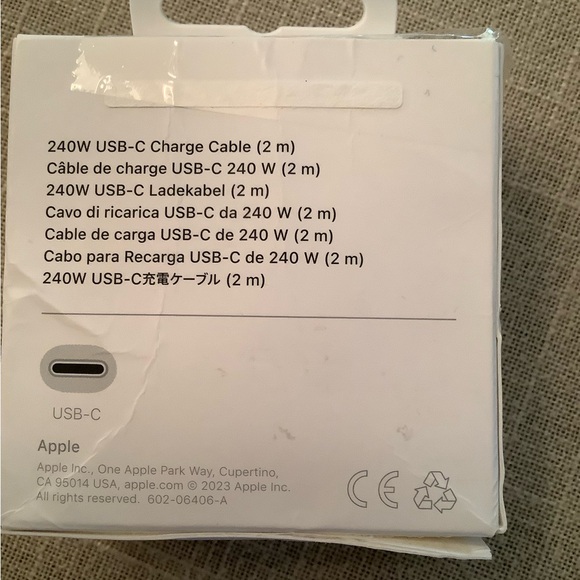 240W USB-C Charge Cable (2 m)
Câble de charge USB-C 240 W (2 m)
240W USB-C Ladekabel (2 m)
Cavo di ricarica USB-C da 240 W (2 m)
Cable de carga USB-C de 240 W (2 m)
Cabo para Recarga USB-C de 240 W (2 m)
240W USB-C充電ケーブル (2 m)
USB-C
Apple
Apple Inc., One Apple Park Way, Cupertino,
CA 95014 USA, apple.com © 2023 Apple Inc.
All rights reserved. 602-06406-A
CE